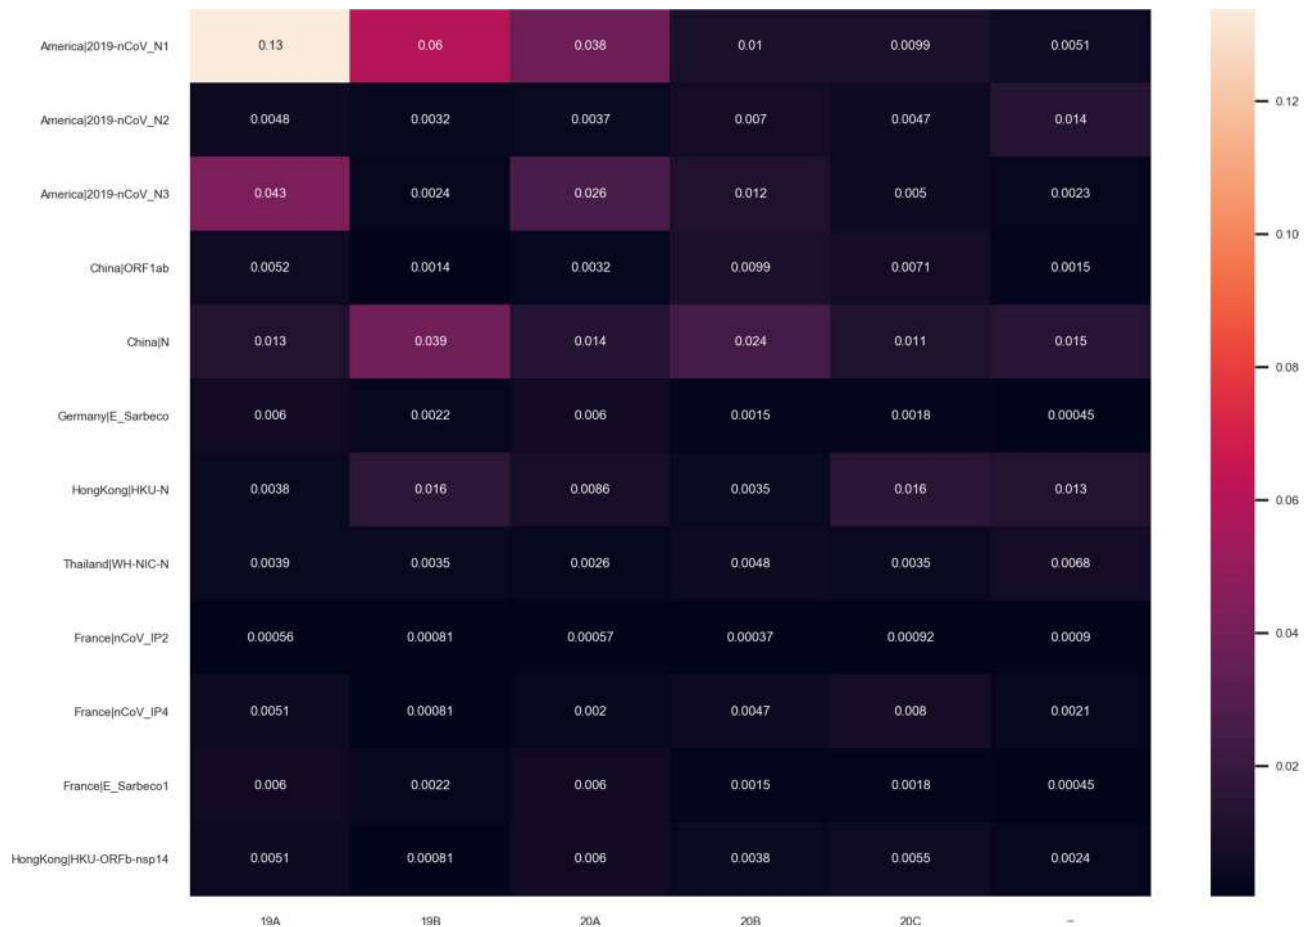 America|2019-nCoV_N1 0.13 0.06 0.038 0.01 0.0099 0.0051
0.12
America|2019-nCoV_N2 0.0048 0.0032 0.0037 0.007 0.0047 0.014
America|2019-nCoV_N3 0.043 0.0024 0.026 0.012 0.005 0.0023
0.10
China|ORF1ab 0.0052 0.0014 0.0032 0.0099 0.0071 0.0015
China|N 0.013 0.039 0.014 0.024 0.011 0.015
0.08
Germany|E_Sarbeco 0.006 0.0022 0.006 0.0015 0.0018 0.00045
HongKong|HKU-N 0.0038 0.016 0.0086 0.0035 0.016 0.013
0.06
Thailand|WH-NIC-N 0.0039 0.0035 0.0026 0.0048 0.0035 0.0068
France|nCoV_IP2 0.00056 0.00081 0.00057 0.00037 0.00092 0.0009
0.04
France|nCoV_IP4 0.0051 0.00081 0.002 0.0047 0.008 0.0021
0.02
France|E_Sarbeco1 0.006 0.0022 0.006 0.0015 0.0018 0.00045
HongKong|HKU-ORFb-nsp14 0.0051 0.00081 0.006 0.0038 0.0055 0.0024
19A 19B 20A 20B 20C –